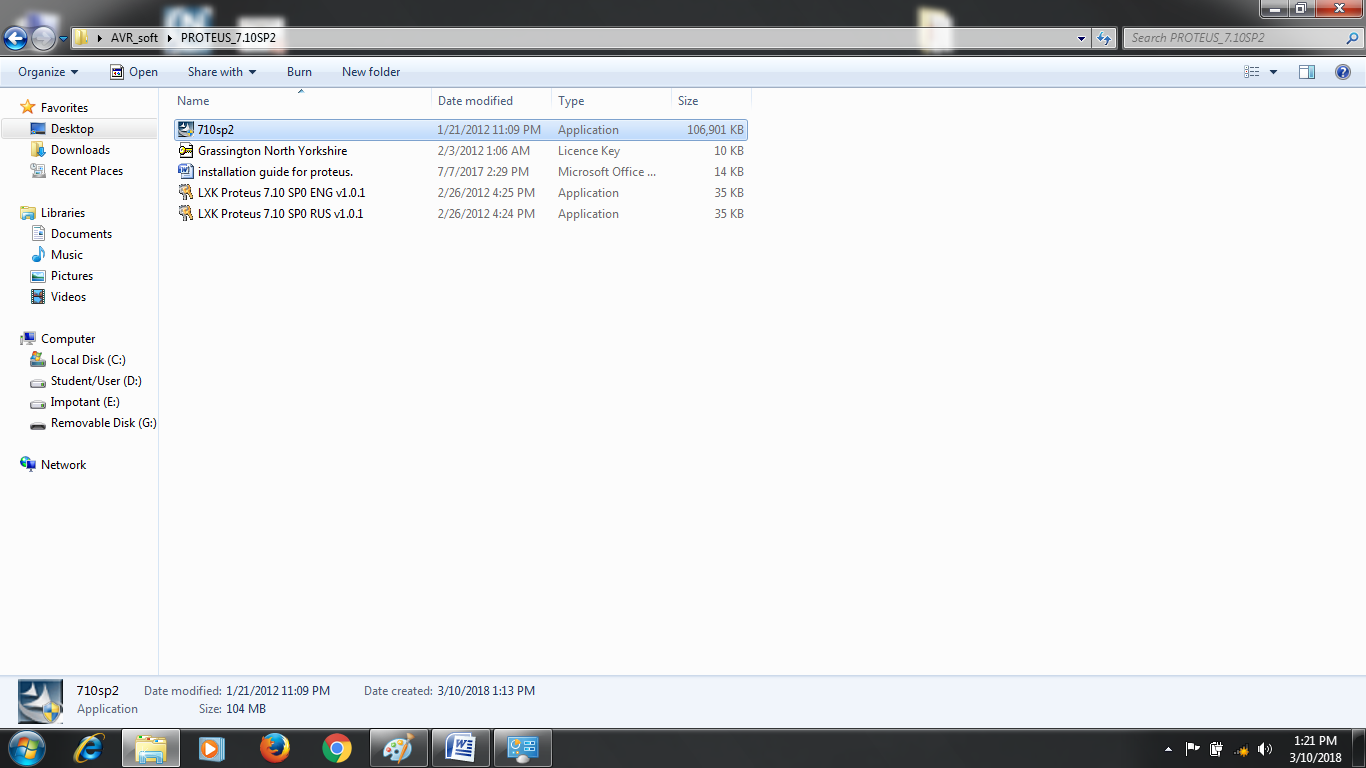 AVR_soft PROTEUS_7.10SP2 Search PROTEUS_7.10SP2
Organize Open Share with Burn New folder
Name Date modified Type Size
Favorites
Desktop
Downloads
Recent Places
Libraries
Documents
Music
Pictures
Videos
Computer
Local Disk (C:)
Student/User (D:)
Impotant (E:)
Removable Disk (G:)
Network
710sp2 1/21/2012 11:09 PM Application 106,901 KB
Grassington North Yorkshire 2/3/2012 1:06 AM Licence Key 10 KB
installation guide for proteus. 7/7/2017 2:29 PM Microsoft Office ... 14 KB
LXK Proteus 7.10 SP0 ENG v1.0.1 2/26/2012 4:25 PM Application 35 KB
LXK Proteus 7.10 SP0 RUS v1.0.1 2/26/2012 4:24 PM Application 35 KB
710sp2 Date modified: 1/21/2012 11:09 PM Date created: 3/10/2018 1:13 PM
Application Size: 104 MB
1:21 PM
3/10/2018